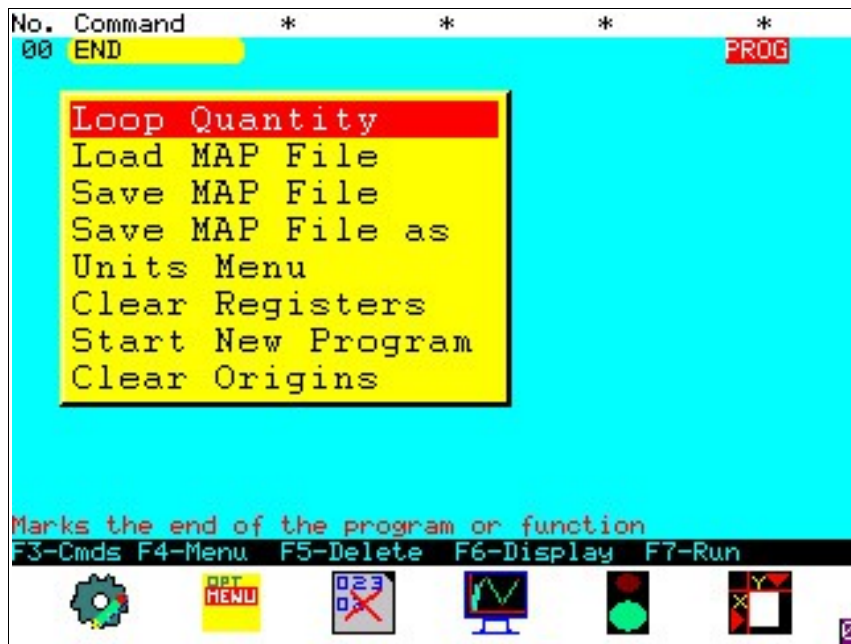 No. Command * * * *
00 END PROG
Loop Quantity
Load MAP File
Save MAP File
Save MAP File as
Units Menu
Clear Registers
Start New Program
Clear Origins
Marks the end of the program or function
F3-Cmds F4-Menu F5-Delete F6-Display F7-Run
OPT
MENU
023
Y
X